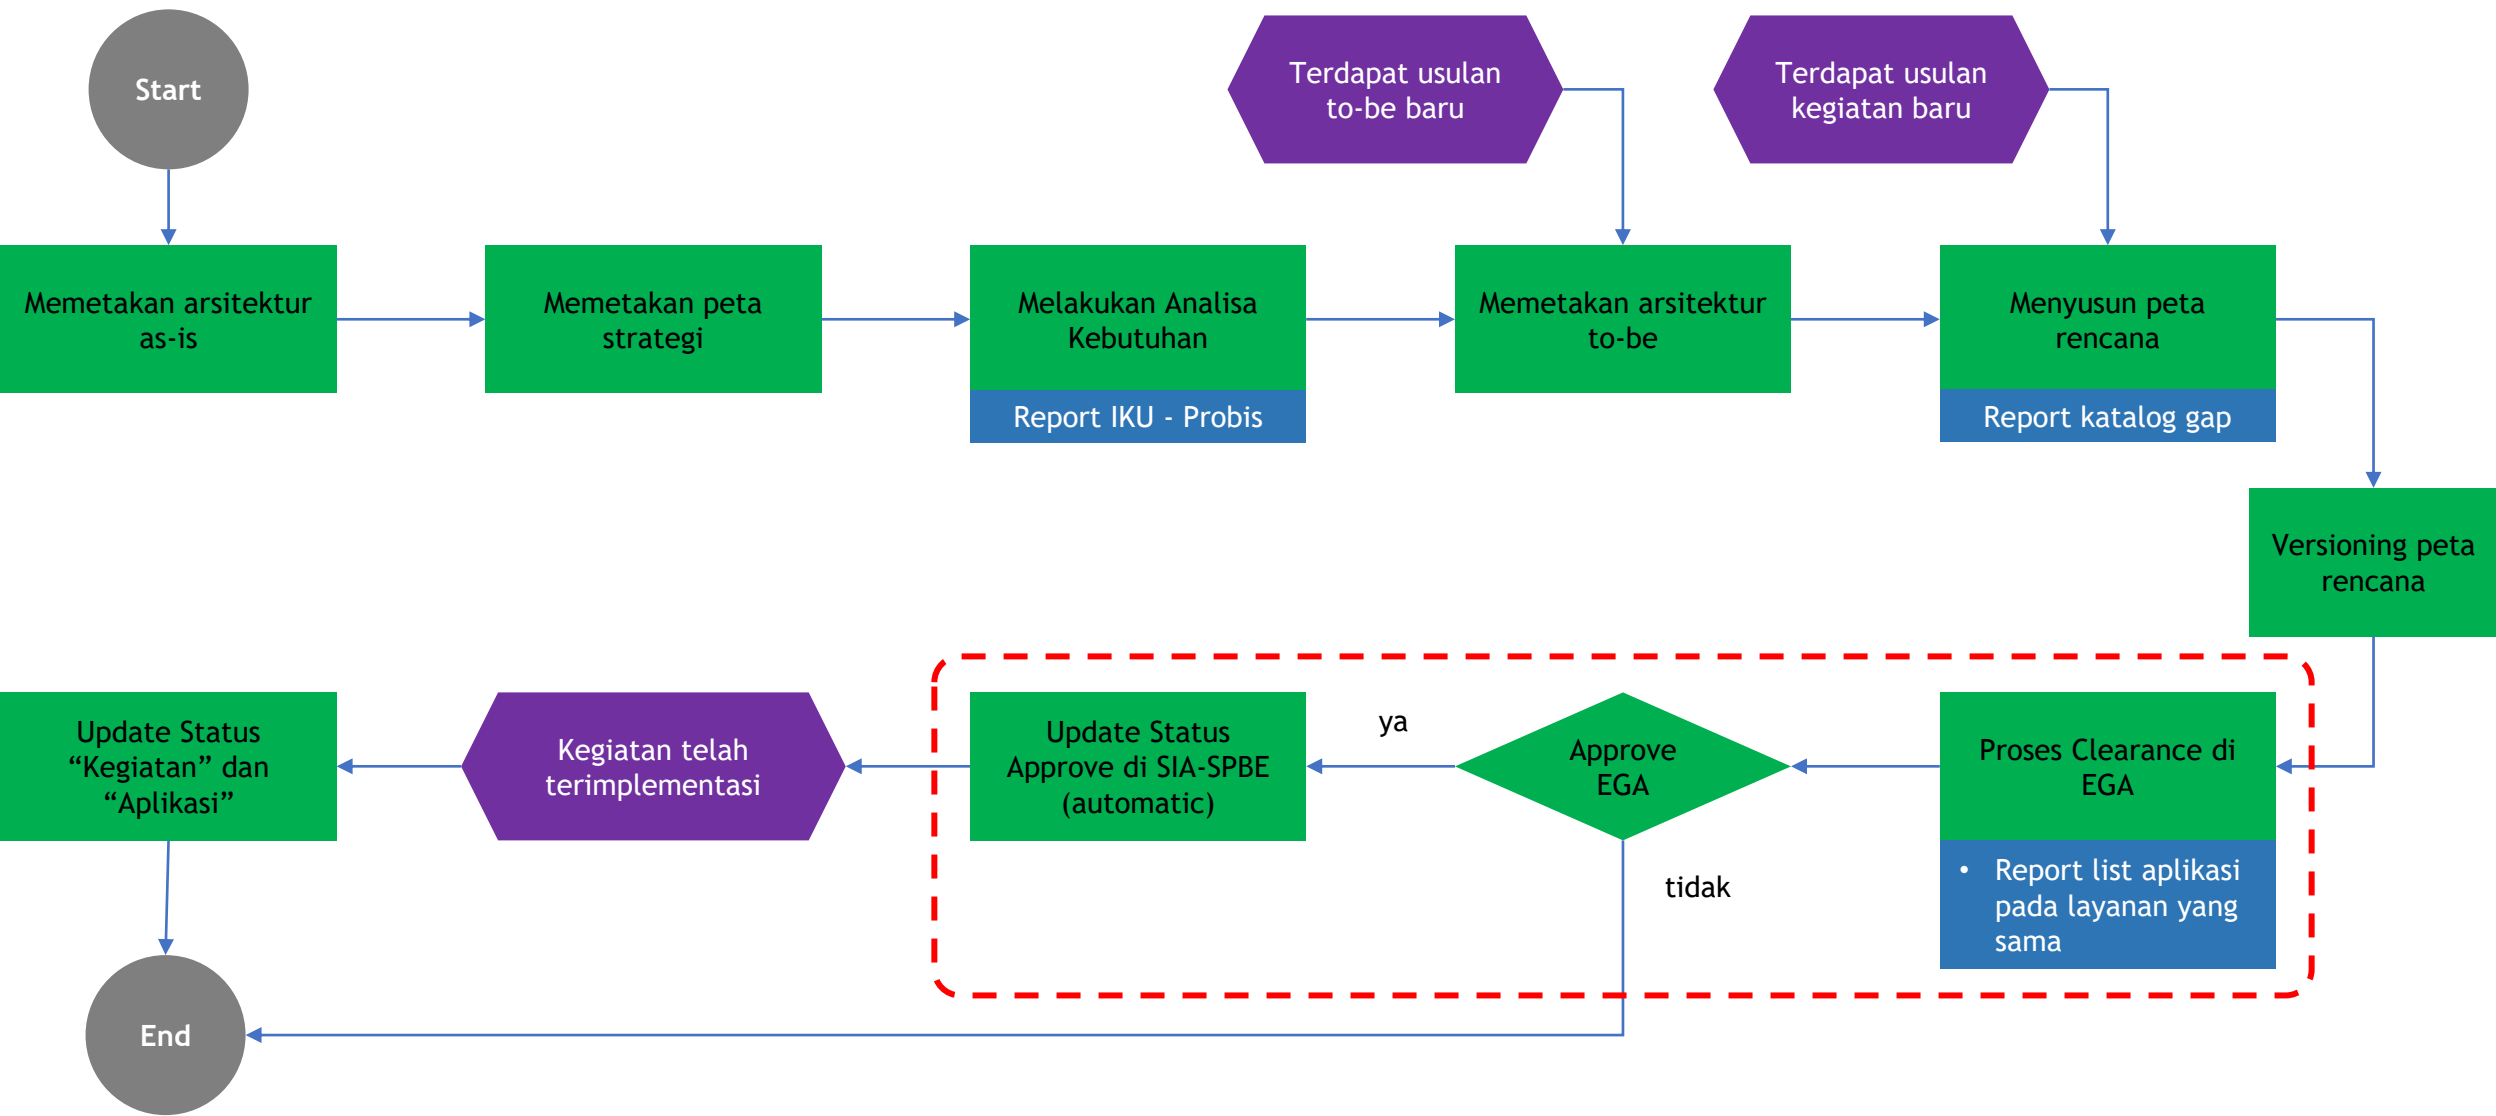 Start
Terdapat usulan
to-be baru
Terdapat usulan
kegiatan baru
Memetakan arsitektur
as-is
Memetakan peta
strategi
Melakukan Analisa
Kebutuhan
Report IKU - Probis
Memetakan arsitektur
to-be
Menyusun peta
rencana
Report katalog gap
Versioning peta
rencana
Proses Clearance di
EGA
• Report list aplikasi
pada layanan yang
sama
Approve
EGA
ya
tidak
Update Status
Approve di SIA-SPBE
(automatic)
Kegiatan telah
terimplementasi
Update Status
“Kegiatan” dan
“Aplikasi”
End